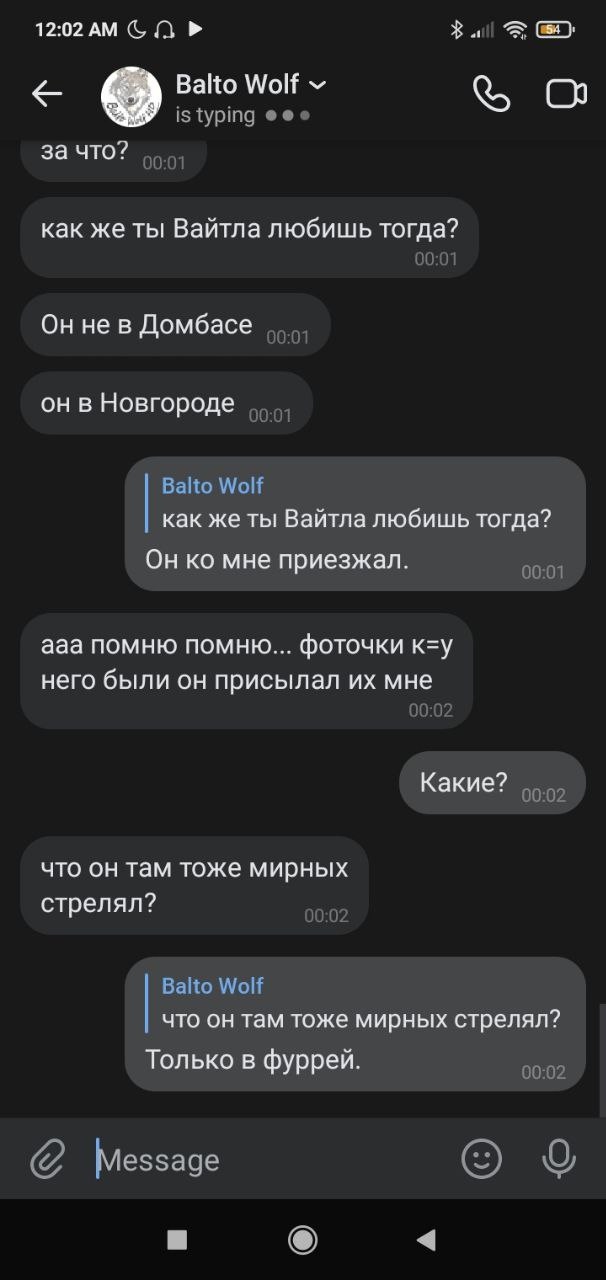 12:02 AM
54
Balto Wolf
is typing
за что? 00:01
как же ты Вайтла любишь тогда?
00:01
Он не в Домбасе 00:01
он в Новгороде 00:01
Balto Wolf
как же ты Вайтла любишь тогда?
Он ко мне приезжал.
00:01
ааа помню помню... фоточки к=у
него были он присылал их мне
00:02
Какие? 00:02
что он там тоже мирных
стрелял?
00:02
Balto Wolf
что он там тоже мирных стрелял?
Только в фуррей.
00:02
Message